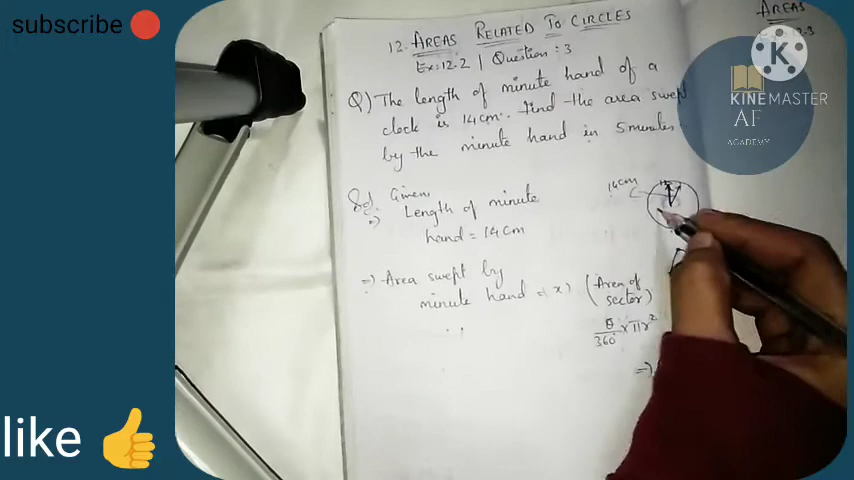 subscribe
12. AREAS RELATED TO CIRCLES
Ex:12.2 | Question: 3
Q) The length of minute hand of a
clock is 14cm. find the area swept
by the minute hand in 5 minutes.
Sol. Given,
=> Length of minute
hand = 14cm
14cm
=> Area swept by
minute hand
(Area of
sector)
θ/360° × πr²
=>
AREAS
KINEMASTER
AF
ACADEMY
like